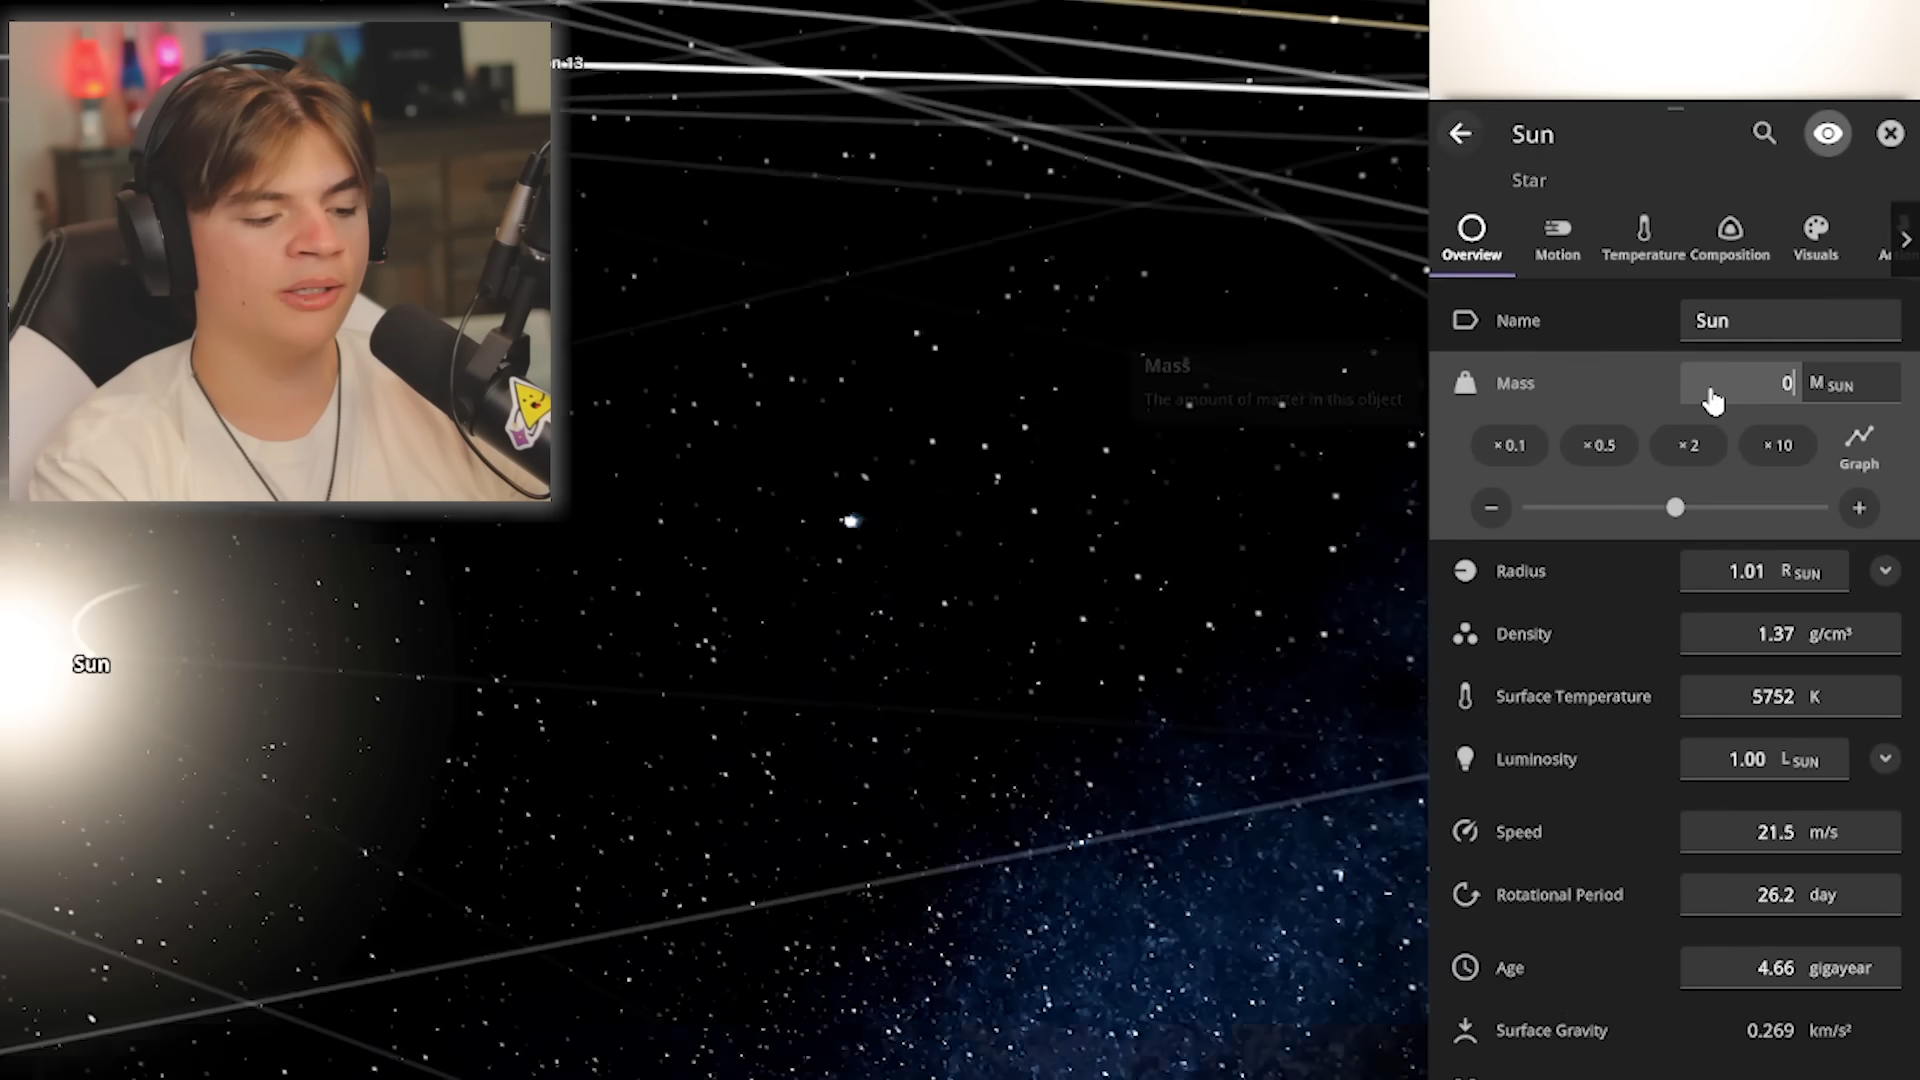 n 13
Sun
Mass
The amount of matter in this object
Sun
Star
Overview
Motion
Temperature
Composition
Visuals
Name
Sun
Mass
0
M SUN
× 0.1
× 0.5
× 2
× 10
Graph
Radius
1.01 R SUN
Density
1.37 g/cm³
Surface Temperature
5752 K
Luminosity
1.00 L SUN
Speed
21.5 m/s
Rotational Period
26.2 day
Age
4.66 gigayear
Surface Gravity
0.269 km/s²